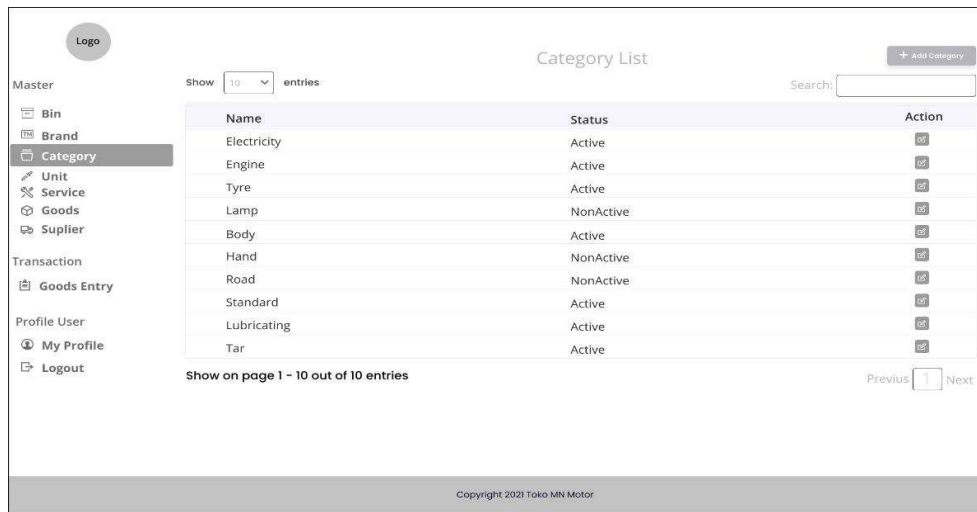 Logo
Master
Bin
Brand
Category
Unit
Service
Goods
Suplier
Transaction
Goods Entry
Profile User
My Profile
Logout
Category List
+ Add Category
Show 10 entries
Search:
Name Status Action
Electricity Active
Engine Active
Tyre Active
Lamp NonActive
Body Active
Hand NonActive
Road NonActive
Standard Active
Lubricating Active
Tar Active
Show on page 1 - 10 out of 10 entries
Previus 1 Next
Copyright 2021 Toko MN Motor